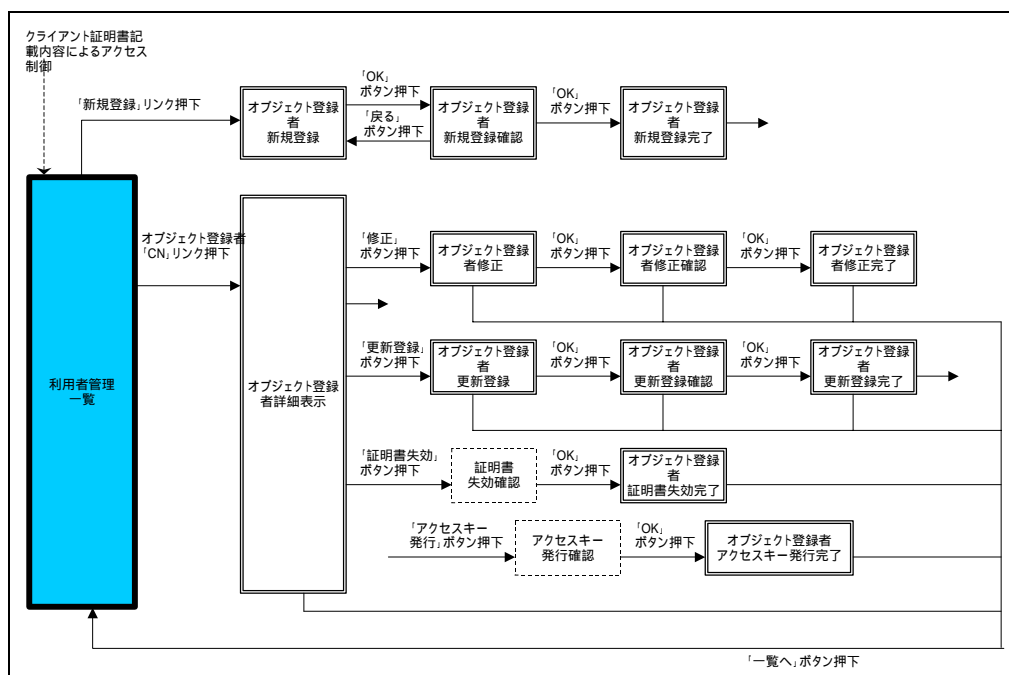 クライアント証明書記
載内容によるアクセス
制御
「新規登録」リンク押下
オブジェクト登録
者
新規登録
「OK」
ボタン押下
「戻る」
ボタン押下
オブジェクト登録
者
新規登録確認
「OK」
ボタン押下
オブジェクト登録
者
新規登録完了
利用者管理
一覧
オブジェクト登録者
「CN」リンク押下
オブジェクト登録
者詳細表示
「修正」
ボタン押下
オブジェクト登録
者修正
「OK」
ボタン押下
オブジェクト登録
者修正確認
「OK」
ボタン押下
オブジェクト登録
者修正完了
「更新登録」
ボタン押下
オブジェクト登録
者
更新登録
「OK」
ボタン押下
オブジェクト登録
者
更新登録確認
「OK」
ボタン押下
オブジェクト登録
者
更新登録完了
「証明書失効」
ボタン押下
証明書
失効確認
「OK」
ボタン押下
オブジェクト登録
者
証明書失効完了
「アクセスキー
発行」ボタン押下
アクセスキー
発行確認
「OK」
ボタン押下
オブジェクト登録者
アクセスキー発行完了
「一覧へ」ボタン押下